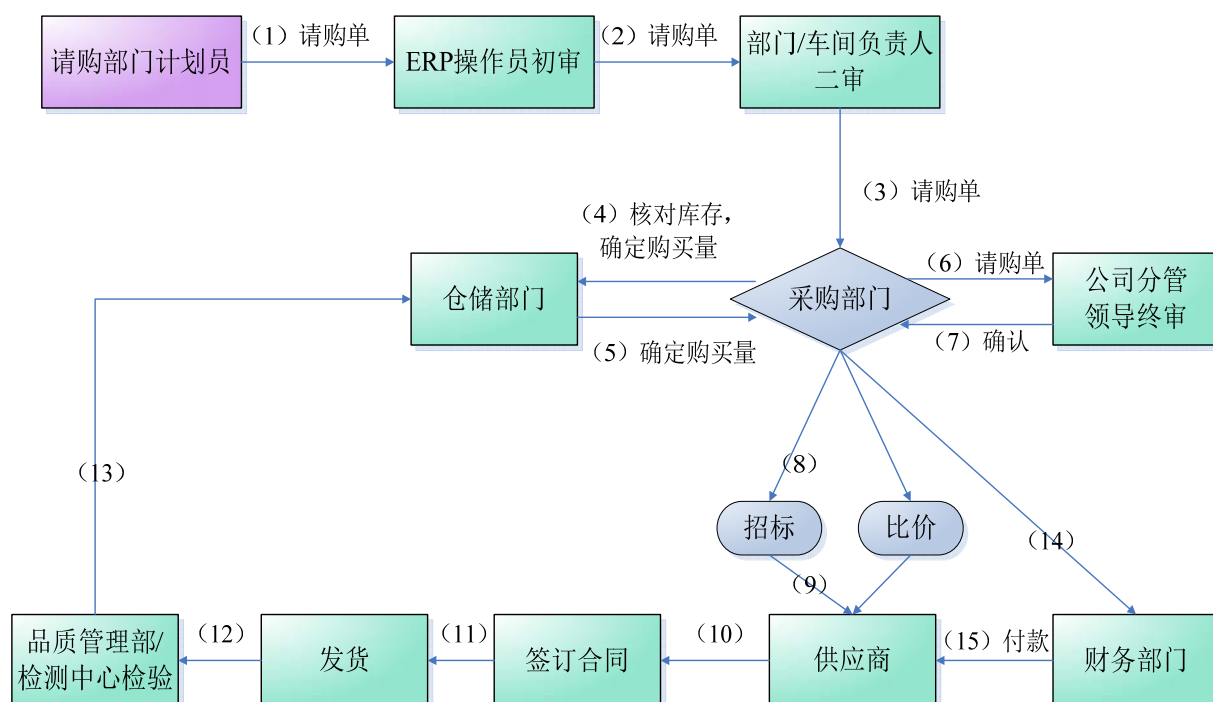 （1）请购单
（2）请购单
请购部门计划员
ERP操作员初审
部门/车间负责人
二审
（3）请购单
（4）核对库存，
确定购买量
（6）请购单
仓储部门
采购部门
公司分管
领导终审
（5）确定购买量
（7）确认
（13）
（8）
招标
比价
（14）
（9）
品质管理部/
检测中心检验
（12）
发货
（11）
签订合同
（10）
供应商
（15）付款
财务部门